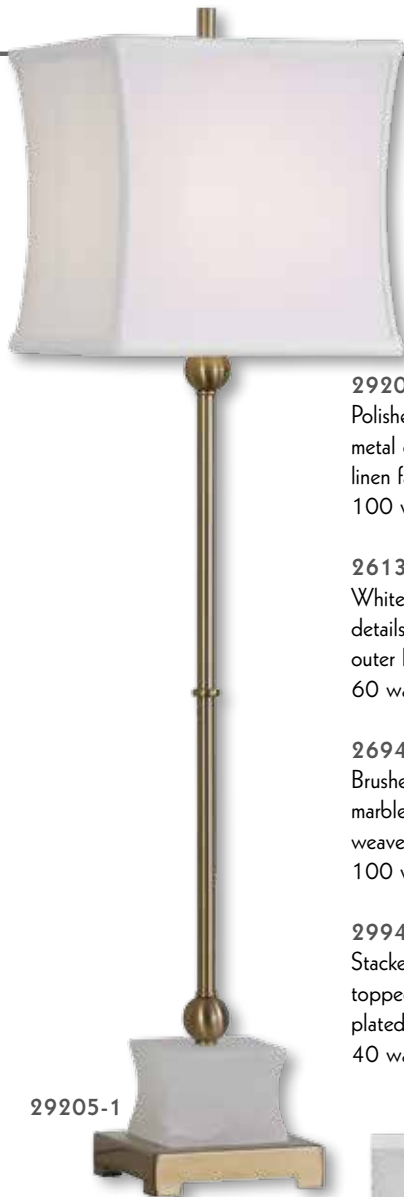 2920
Polishe
metal
linen f
100 w
2613
White
details
outer
60 wa
2694
Brushe
marble
weave
100 w
2994
Stacke
toppe
plated
40 wa
29205-1